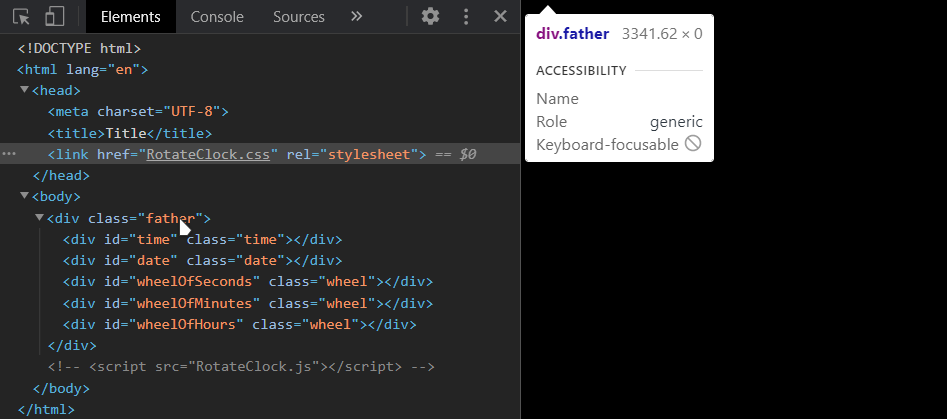 Elements Console Sources »
<!DOCTYPE html>
<html lang="en">
<head>
<meta charset="UTF-8">
<title>Title</title>
<link href="RotateClock.css" rel="stylesheet"> == $0
</head>
<body>
<div class="father">
<div id="time" class="time"></div>
<div id="date" class="date"></div>
<div id="wheelOfSeconds" class="wheel"></div>
<div id="wheelOfMinutes" class="wheel"></div>
<div id="wheelOfHours" class="wheel"></div>
</div>
<!-- <script src="RotateClock.js"></script> -->
</body>
</html>
div.father 3341.62 × 0
ACCESSIBILITY
Name
Role generic
Keyboard-focusable